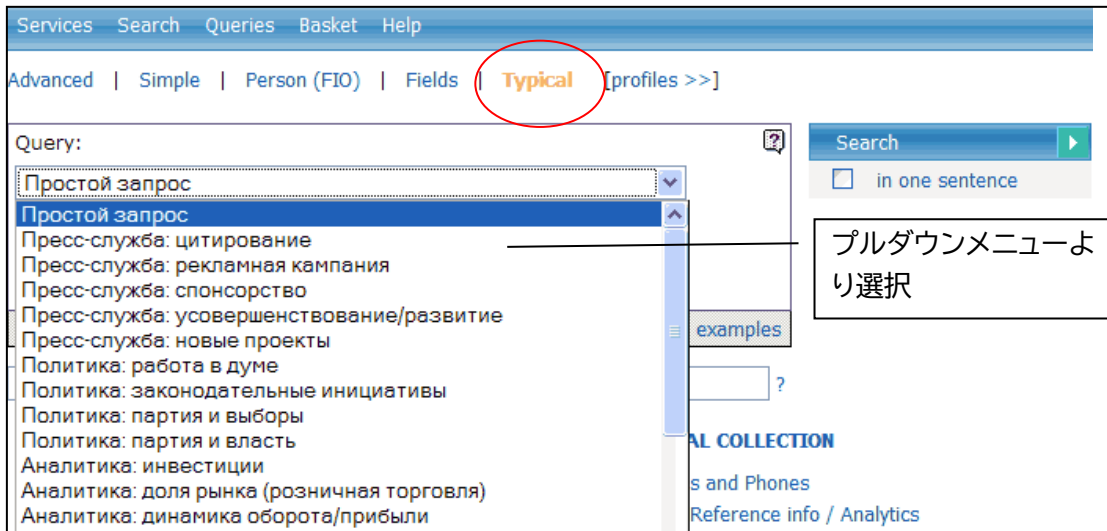 Services Search Queries Basket Help
Advanced | Simple | Person (FIO) | Fields | Typical [profiles >>]
Query:
Search
Простой запрос
in one sentence
Простой запрос
Пресс-служба: цитирование
Пресс-служба: рекламная кампания
Пресс-служба: спонсорство
Пресс-служба: усовершенствование/развитие
Пресс-служба: новые проекты
Политика: работа в думе
Политика: законодательные инициативы
Политика: партия и выборы
Политика: партия и власть
Аналитика: инвестиции
Аналитика: доля рынка (розничная торговля)
Аналитика: динамика оборота/прибыли
プルダウンメニューよ
り選択
examples
?
AL COLLECTION
s and Phones
Reference info / Analytics